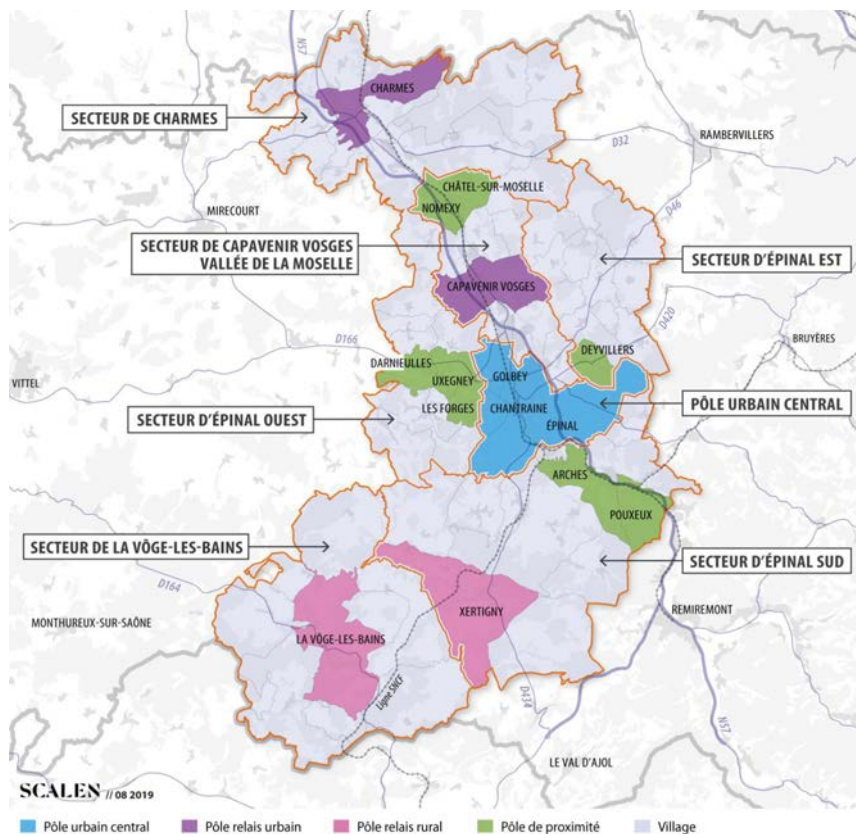 N57
CHARMES
SECTEUR DE CHARMES
D32
RAMBERVILLERS
CHÂTEL-SUR-MOSELLE
NOMEXY
D46
MIRECOURT
SECTEUR DE CAPAVENIR VOSGES
VALLÉE DE LA MOSELLE
SECTEUR D'ÉPINAL EST
CAPAVENIR VOSGES
D420
BRUYÈRES
D166
DEYVILLERS
DARNIEULLES
GOLBEY
UXEGNEY
VITTEL
CHANTRAINE
PÔLE URBAIN CENTRAL
LES FORGES
SECTEUR D'ÉPINAL OUEST
ÉPINAL
ARCHES
POUXEUX
SECTEUR DE LA VÔGE-LES-BAINS
SECTEUR D'ÉPINAL SUD
D164
XERTIGNY
REMIREMONT
MONTHUREUX-SUR-SAÔNE
LA VÔGE-LES-BAINS
Ligne SNCF
D434
N57
LE VAL D'AJOL
SCALEN // 08 2019
Pôle urbain central
Pôle relais urbain
Pôle relais rural
Pôle de proximité
Village